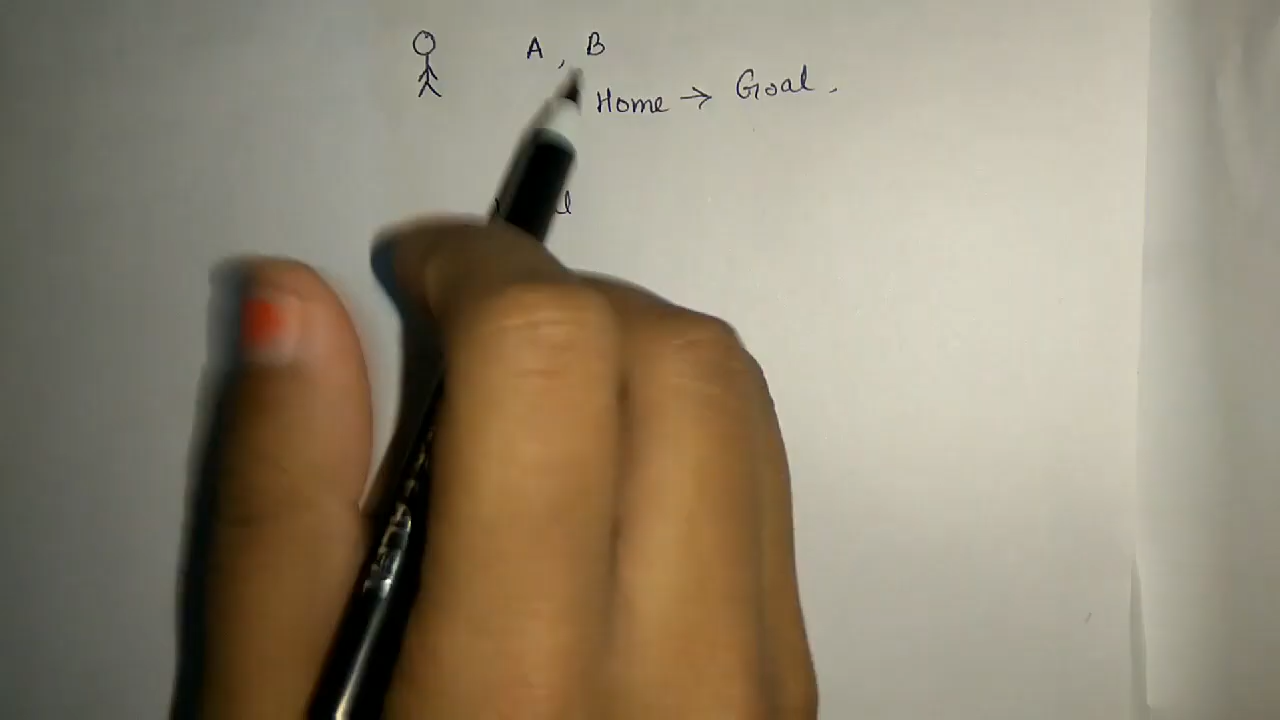 A , B
Home → Goal .